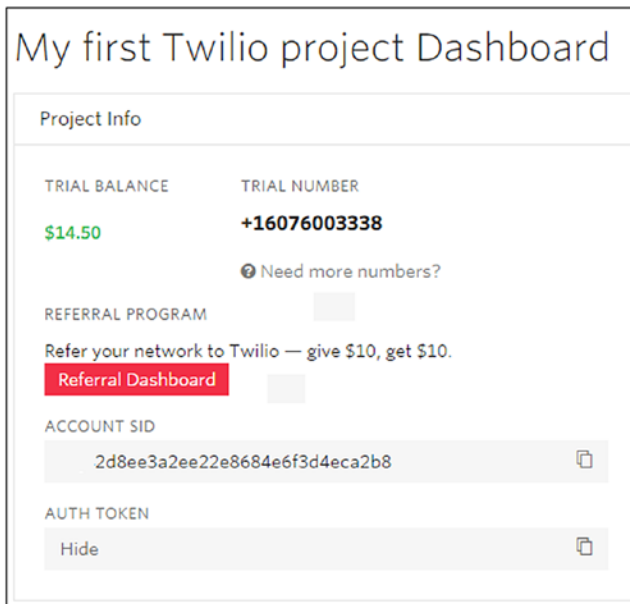 My first Twilio project Dashboard
Project Info
TRIAL BALANCE TRIAL NUMBER
$14.50 +16076003338
Need more numbers?
REFERRAL PROGRAM
Refer your network to Twilio — give $10, get $10.
Referral Dashboard
ACCOUNT SID
2d8ee3a2ee22e8684e6f3d4eca2b8
AUTH TOKEN
Hide